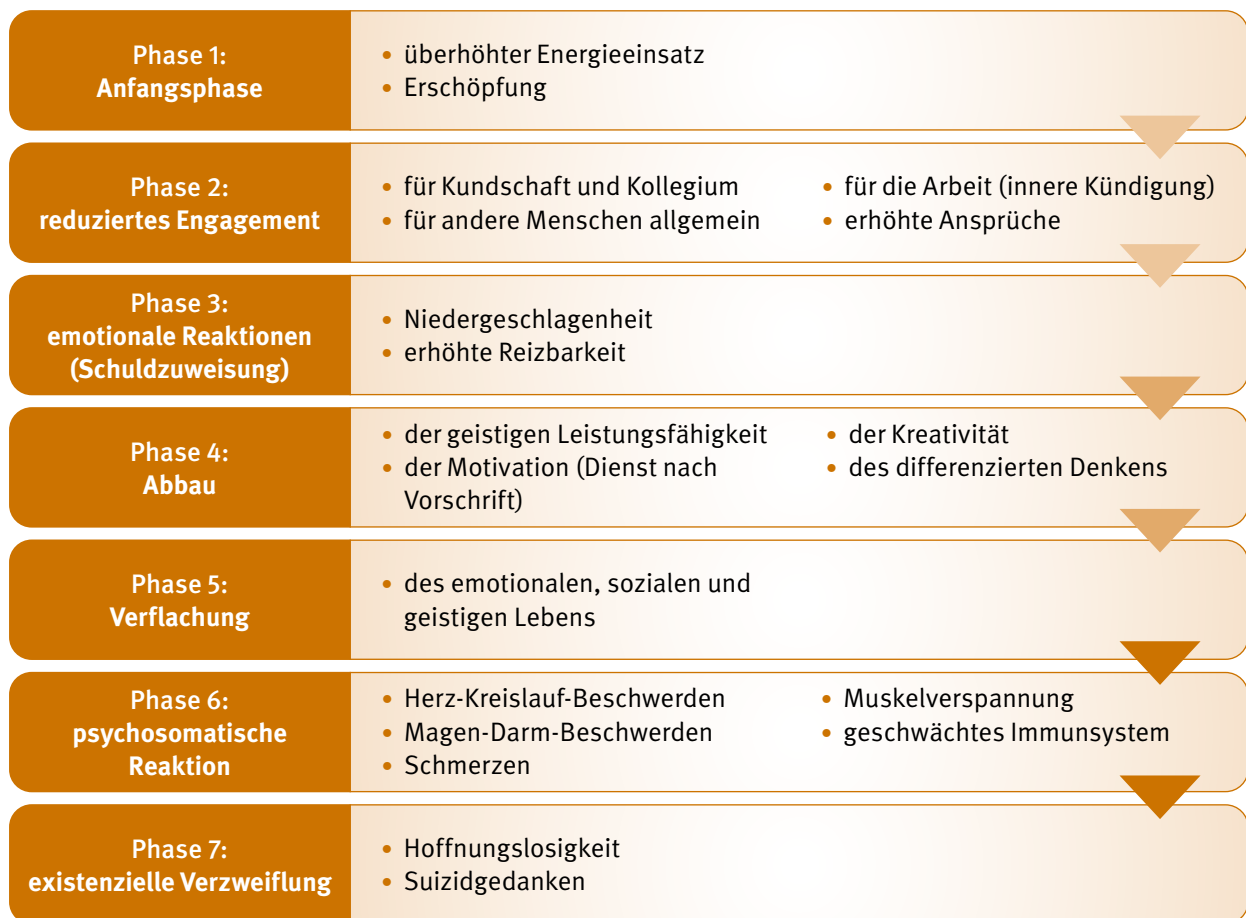 Phase 1:
Anfangsphase
• überhöhter Energieeinsatz
• Erschöpfung
Phase 2:
reduziertes Engagement
• für Kundschaft und Kollegium
• für andere Menschen allgemein
• für die Arbeit (innere Kündigung)
• erhöhte Ansprüche
Phase 3:
emotionale Reaktionen
(Schuldzuweisung)
• Niedergeschlagenheit
• erhöhte Reizbarkeit
Phase 4:
Abbau
• der geistigen Leistungsfähigkeit
• der Motivation (Dienst nach
Vorschrift)
• der Kreativität
• des differenzierten Denkens
Phase 5:
Verflachung
• des emotionalen, sozialen und
geistigen Lebens
Phase 6:
psychosomatische
Reaktion
• Herz-Kreislauf-Beschwerden
• Magen-Darm-Beschwerden
• Schmerzen
• Muskelverspannung
• geschwächtes Immunsystem
Phase 7:
existenzielle Verzweiflung
• Hoffnungslosigkeit
• Suizidgedanken